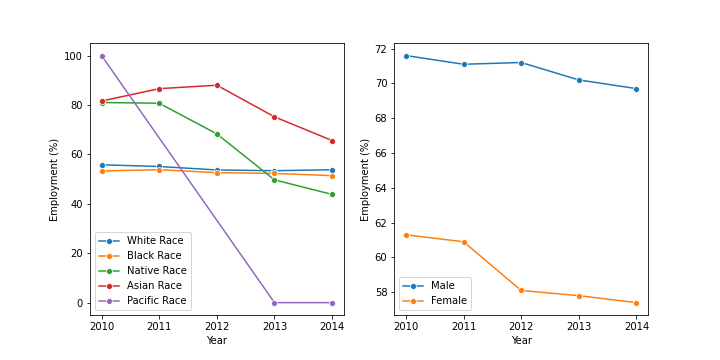 100
80
60
40
20
0
Employment (%)
2010
2011
2012
2013
2014
Year
White Race
Black Race
Native Race
Asian Race
Pacific Race
72
70
68
66
64
62
60
58
Employment (%)
2010
2011
2012
2013
2014
Year
Male
Female